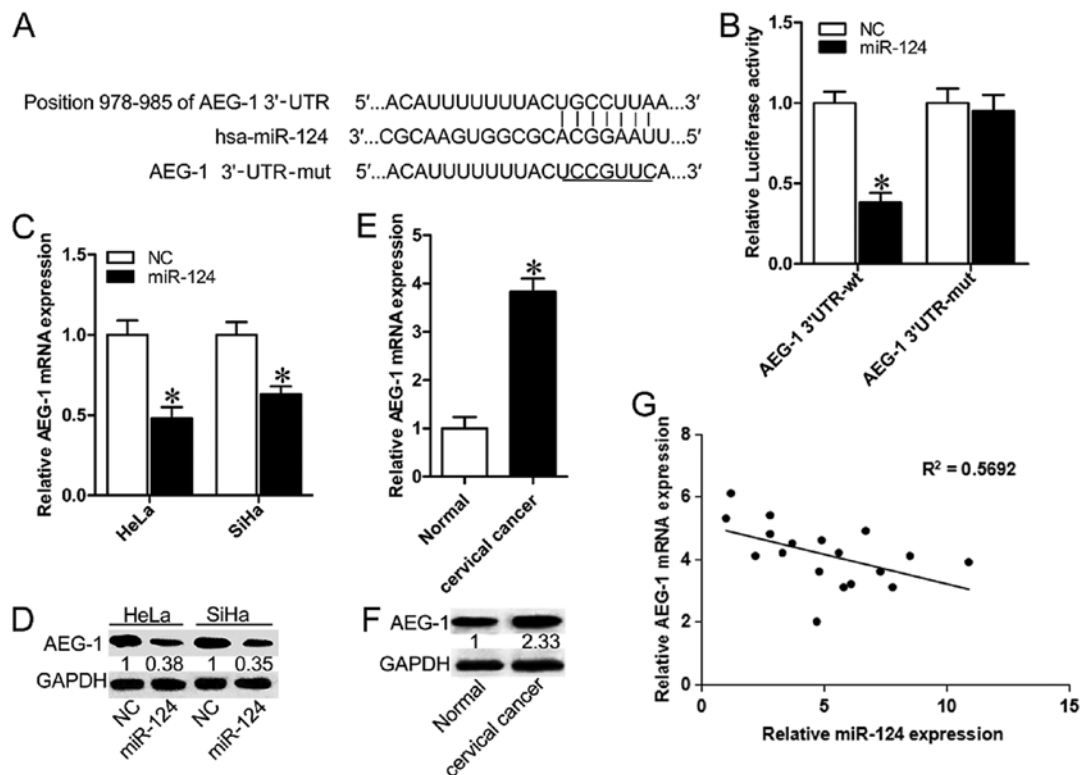 A
Position 978-985 of AEG-1 3'-UTR 5'...ACAUUUUUUUACUGCCUUAA...3'
hsa-miR-124 3'...CGCAAGUGGCGCACGGAAUU...5'
AEG-1 3'-UTR-mut 5'...ACAUUUUUUUACUCCGUUCA...3'
B
NC
miR-124
Relative Luciferase activity
1.5
1.0
0.5
0.0
*
AEG-1 3'UTR-wt
AEG-1 3'UTR-mut
C
NC
miR-124
Relative AEG-1 mRNA expression
1.5
1.0
0.5
0.0
*
*
HeLa
SiHa
E
Relative AEG-1 mRNA expression
5
4
3
2
1
0
*
Normal
cervical cancer
D
HeLa SiHa
AEG-1
1 0.38 1 0.35
GAPDH
NC
miR-124
NC
miR-124
F
AEG-1
1 2.33
GAPDH
Normal
cervical cancer
G
Relative AEG-1 mRNA expression
8
6
4
2
0
R² = 0.5692
0 5 10 15
Relative miR-124 expression